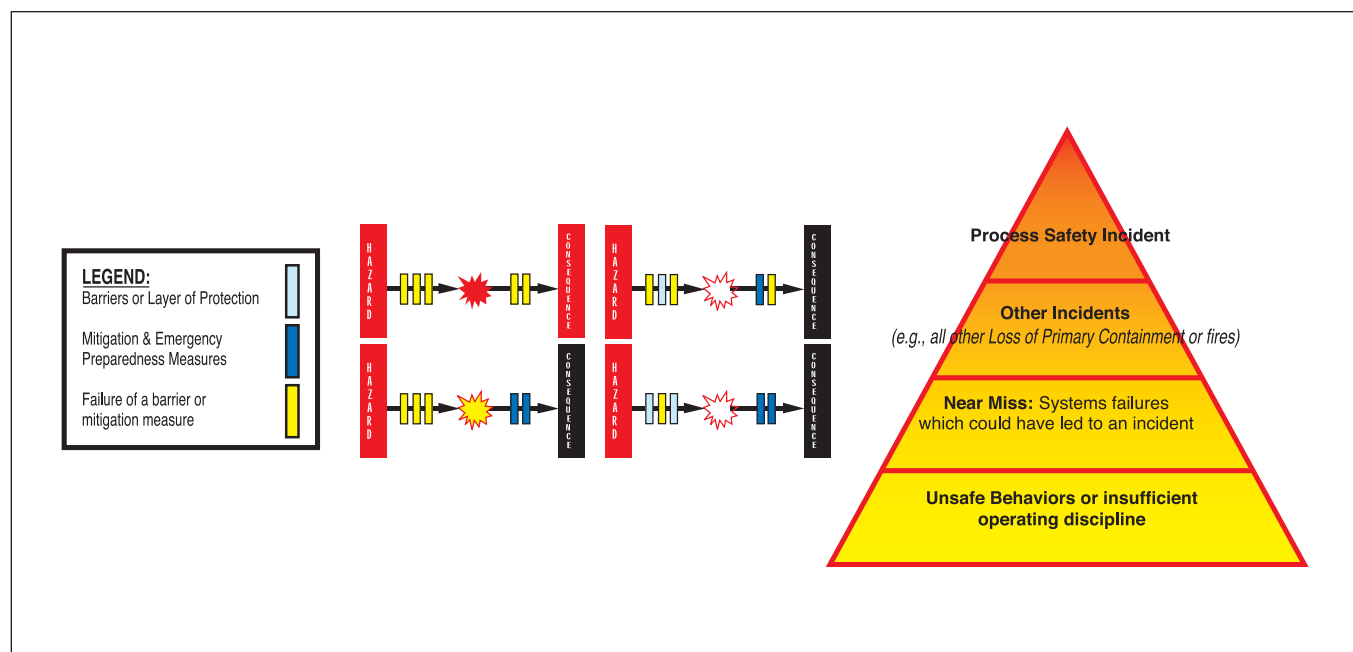 LEGEND:
Barriers or Layer of Protection
Mitigation & Emergency
Preparedness Measures
Failure of a barrier or
mitigation measure
HAZARD
CONSEQUENCE
HAZARD
CONSEQUENCE
HAZARD
CONSEQUENCE
HAZARD
CONSEQUENCE
Process Safety Incident
Other Incidents
(e.g., all other Loss of Primary Containment or fires)
Near Miss: Systems failures
which could have led to an incident
Unsafe Behaviors or insufficient
operating discipline